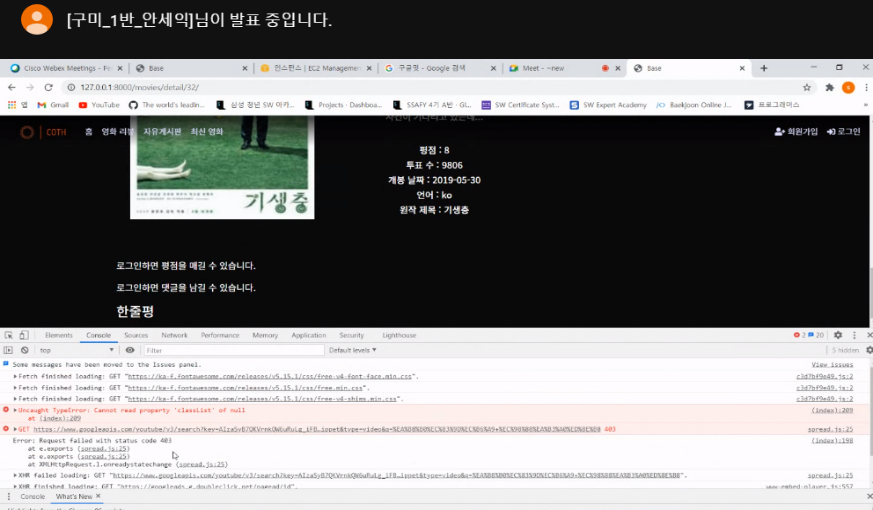 [구미_1반_안세익]님이 발표 중입니다.
Cisco Webex Meetings - Pe Base 인스턴스 | EC2 Managemen 구글밋 - Google 검색 Meet - ~new Base
127.0.0.1:8000/movies/detail/32/
앱 Gmail YouTube The world's leadin... 삼성 청년 SW 아카... Projects · Dashboa... SSAFY 4기 A반 · GL... SW Certificate Syst... SW Expert Academy Baekjoon Online J... 프로그래머스
COTH 홈 영화 리뷰 자유게시판 최신 영화 회원가입 로그인
평점 : 8
투표 수 : 9806
개봉 날짜 : 2019-05-30
언어 : ko
원작 제목 : 기생충
기생충
로그인하면 평점을 매길 수 있습니다.
로그인하면 댓글을 남길 수 있습니다.
한줄평
Elements Console Sources Network Performance Memory Application Security Lighthouse 2 20
top Filter Default levels ▼ 5 hidden
Some messages have been moved to the Issues panel. View issues
Fetch finished loading: GET "https://ka-f.fontawesome.com/releases/v5.15.1/css/free-v4-font-face.min.css". c3d7bf9e49.js:2
Fetch finished loading: GET "https://ka-f.fontawesome.com/releases/v5.15.1/css/free.min.css". c3d7bf9e49.js:2
Fetch finished loading: GET "https://ka-f.fontawesome.com/releases/v5.15.1/css/free-v4-shims.min.css". c3d7bf9e49.js:2
Uncaught TypeError: Cannot read property 'classList' of null (index):209
at (index):209
GET https://www.googleapis.com/youtube/v3/search?key= 403 spread.js:25
Error: Request failed with status code 403 (index):198
at e.exports (spread.js:25)
at e.exports (spread.js:25)
at XMLHttpRequest.l.onreadystatechange (spread.js:25)
XHR failed loading: GET "https://www.googleapis.com/youtube/v3/search?key= spread.js:25
XHR finished loading: GET "https://googleads.g.doubleclick.net/pagead/id". www-embed-player.js:557
Console What's New